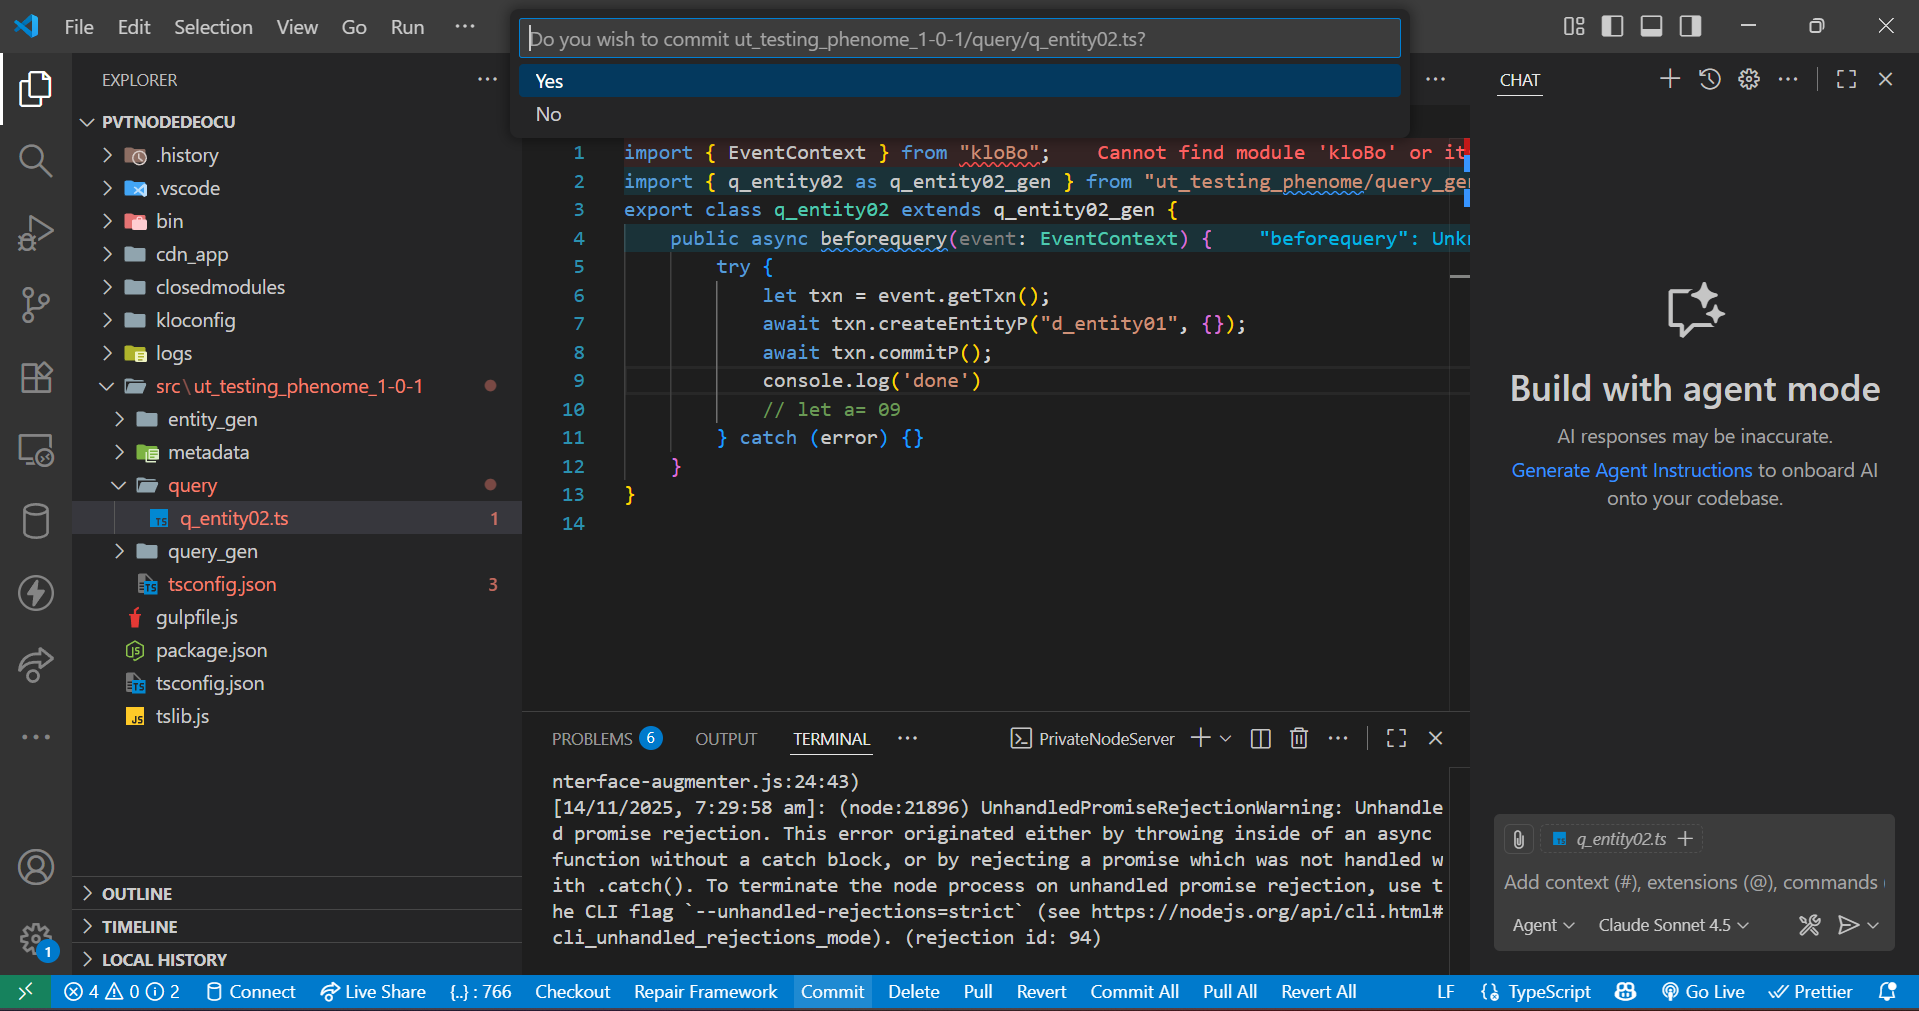 File Edit Selection View Go Run ···
Do you wish to commit ut_testing_phenome_1-0-1/query/q_entity02.ts?
Yes
No
EXPLORER
PVTNODEDEOCU
.history
.vscode
bin
cdn_app
closedmodules
kloconfig
logs
src\ut_testing_phenome_1-0-1
entity_gen
metadata
query
q_entity02.ts 1
query_gen
tsconfig.json 3
gulpfile.js
package.json
tsconfig.json
tslib.js
OUTLINE
TIMELINE
LOCAL HISTORY
1 import { EventContext } from "kloBo"; Cannot find module 'kloBo' or it
2 import { q_entity02 as q_entity02_gen } from "ut_testing_phenome/query_ge
3 export class q_entity02 extends q_entity02_gen {
4 public async beforequery(event: EventContext) { "beforequery": Unk
5 try {
6 let txn = event.getTxn();
7 await txn.createEntityP("d_entity01", {});
8 await txn.commitP();
9 console.log('done')
10 // let a= 09
11 } catch (error) {}
12 }
13 }
14
PROBLEMS 6 OUTPUT TERMINAL ··· PrivateNodeServer
nterface-augmenter.js:24:43)
[14/11/2025, 7:29:58 am]: (node:21896) UnhandledPromiseRejectionWarning: Unhandle
d promise rejection. This error originated either by throwing inside of an async
function without a catch block, or by rejecting a promise which was not handled w
ith .catch(). To terminate the node process on unhandled promise rejection, use t
he CLI flag `--unhandled-rejections=strict` (see https://nodejs.org/api/cli.html#
cli_unhandled_rejections_mode). (rejection id: 94)
CHAT
Build with agent mode
AI responses may be inaccurate.
Generate Agent Instructions to onboard AI
onto your codebase.
q_entity02.ts +
Add context (#), extensions (@), commands
Agent Claude Sonnet 4.5
1
4 0 2 Connect Live Share {..} : 766 Checkout Repair Framework Commit Delete Pull Revert Commit All Pull All Revert All LF TypeScript Go Live Prettier